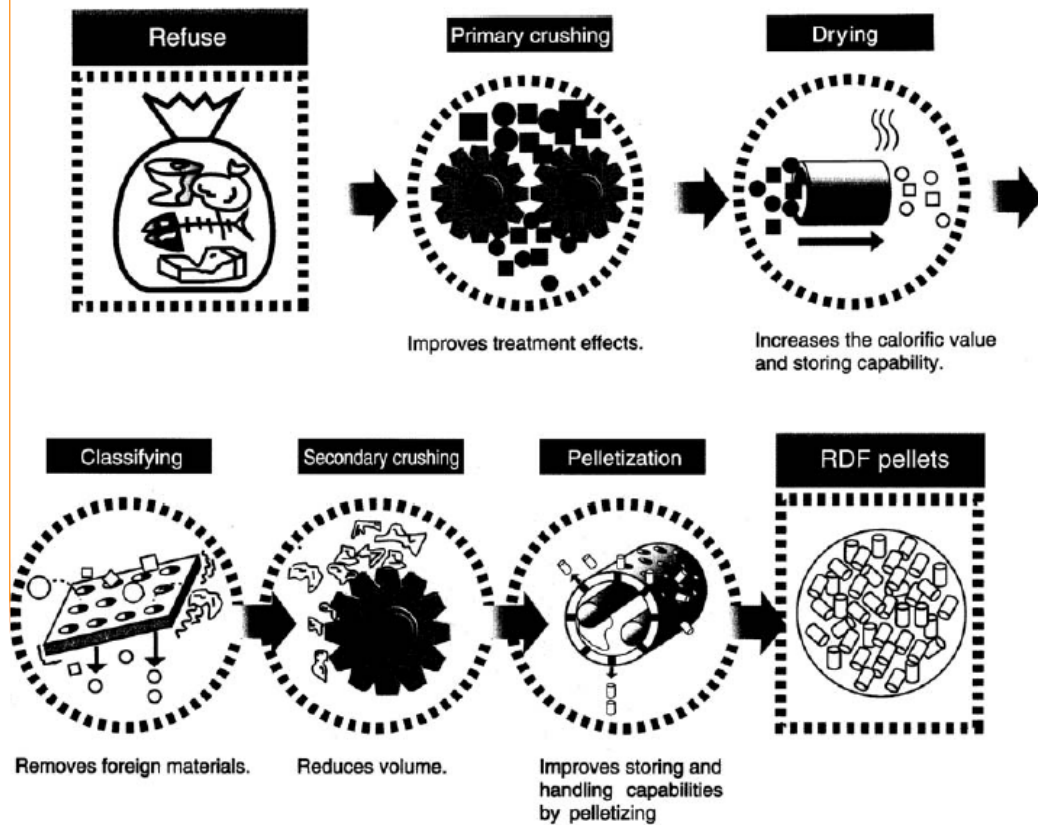 Refuse
Primary crushing
Drying
Improves treatment effects.
Increases the calorific value
and storing capability.
Classifying
Secondary crushing
Pelletization
RDF pellets
Removes foreign materials.
Reduces volume.
Improves storing and
handling capabilities
by pelletizing